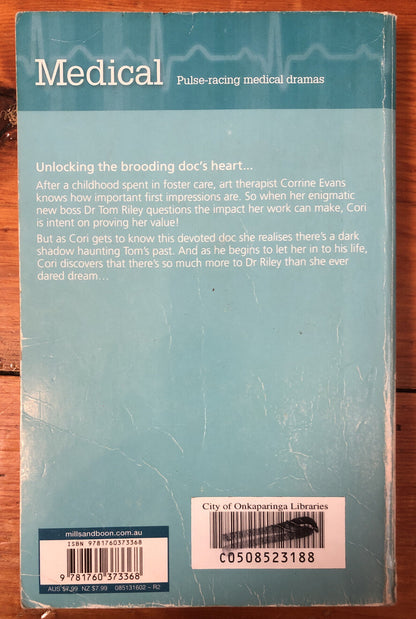 Medical Pulse-racing medical dramas
Unlocking the brooding doc's heart...
After a childhood spent in foster care, art therapist Corrine Evans
knows how important first impressions are. So when her enigmatic
new boss Dr Tom Riley questions the impact her work can make, Cori
is intent on proving her value!
But as Cori gets to know this devoted doc she realises there's a dark
shadow haunting Tom's past. And as he begins to let her in to his life,
Cori discovers that there's so much more to Dr Riley than she ever
dared dream...
millsandboon.com.au
ISBN 9781760373368
9 781760 373368
AUS $7.99 NZ $7.99 085131602 – R2
City of Onkaparinga Libraries
C0508523188